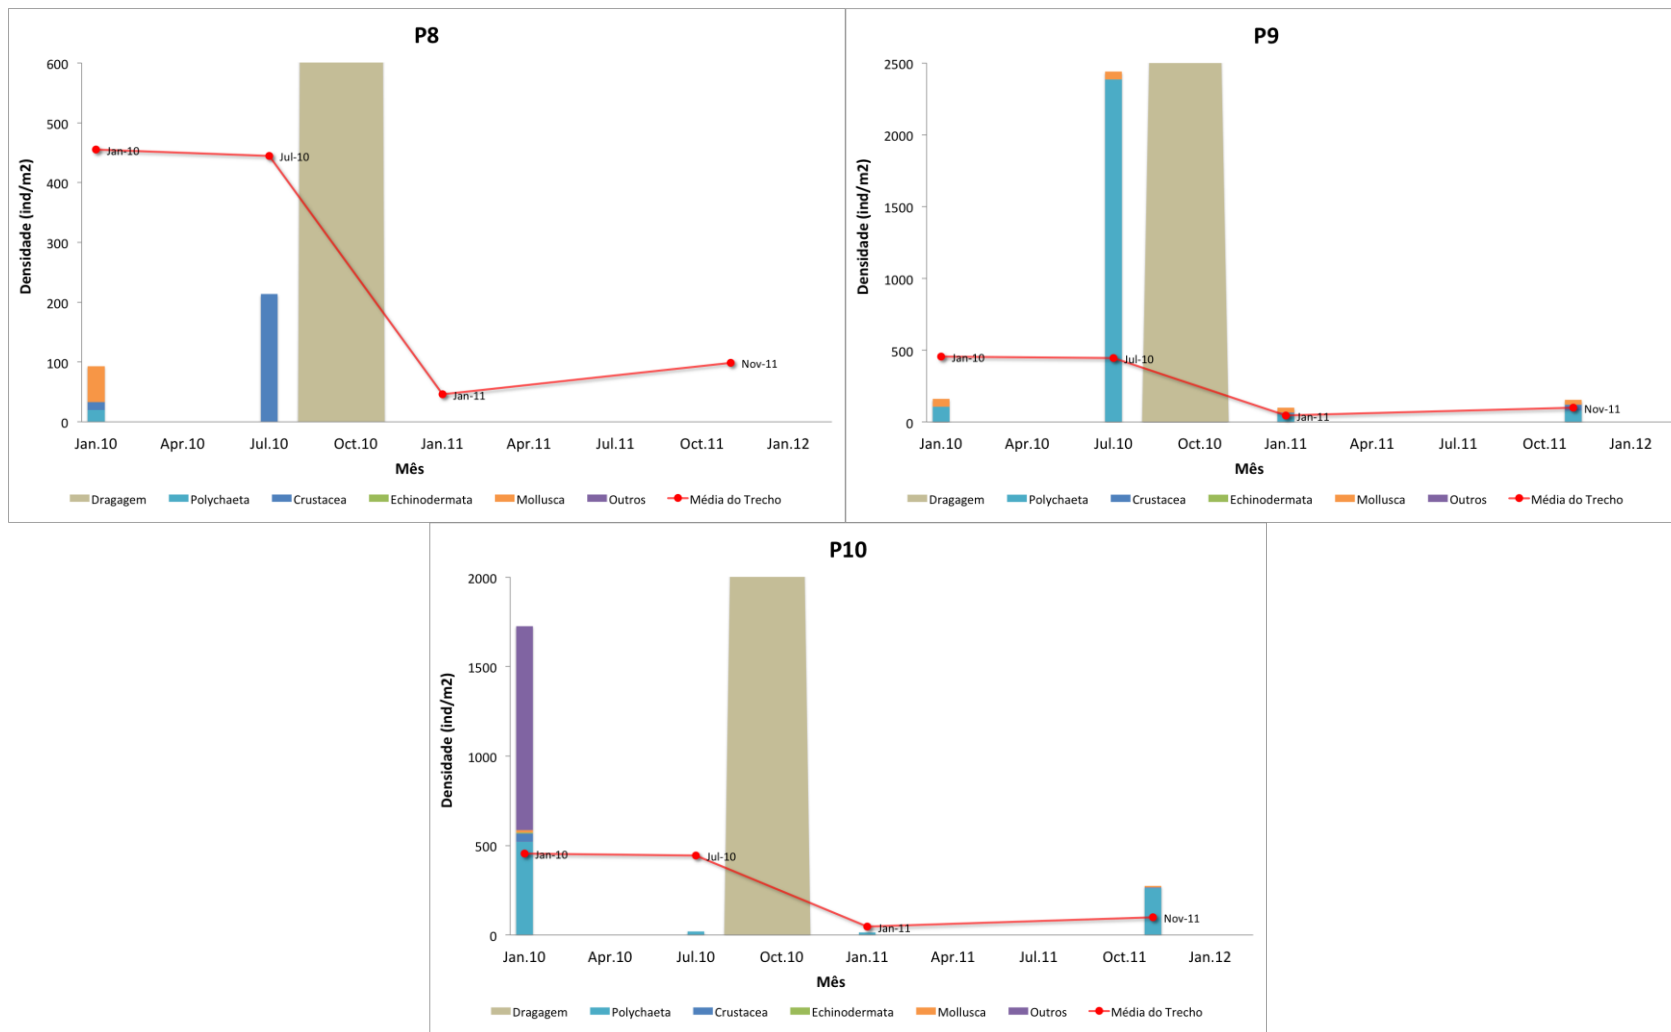 P8
600
500
400
300
200
100
0
Densidade (ind/m2)
Jan-10
Jul-10
Jan-11
Nov-11
Jan.10 Apr.10 Jul.10 Oct.10 Jan.11 Apr.11 Jul.11 Oct.11 Jan.12
Mês
Dragagem Polychaeta Crustacea Echinodermata Mollusca Outros Média do Trecho
P9
2500
2000
1500
1000
500
0
Densidade (ind/m2)
Jan-10
Jul-10
Jan-11
Nov-11
Jan.10 Apr.10 Jul.10 Oct.10 Jan.11 Apr.11 Jul.11 Oct.11 Jan.12
Mês
Dragagem Polychaeta Crustacea Echinodermata Mollusca Outros Média do Trecho
P10
2000
1500
1000
500
0
Densidade (ind/m2)
Jan-10
Jul-10
Jan-11
Nov-11
Jan.10 Apr.10 Jul.10 Oct.10 Jan.11 Apr.11 Jul.11 Oct.11 Jan.12
Mês
Dragagem Polychaeta Crustacea Echinodermata Mollusca Outros Média do Trecho